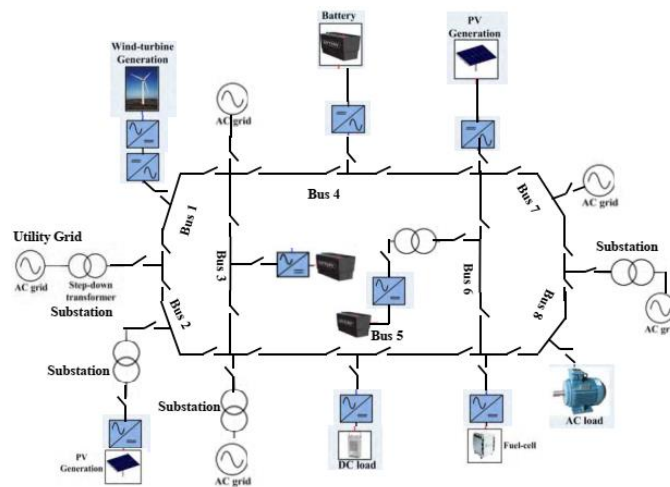 Battery
PV
Generation
Wind-turbine
Generation
AC grid
Bus 4
Bus 7
AC grid
Bus 1
Utility Grid
Bus 3
Bus 6
Substation
AC grid
Step-down
transformer
Substation
Bus 2
Bus 5
Bus 8
AC gri
Substation
Substation
AC load
PV
Generation
AC grid
DC load
Fuel-cell